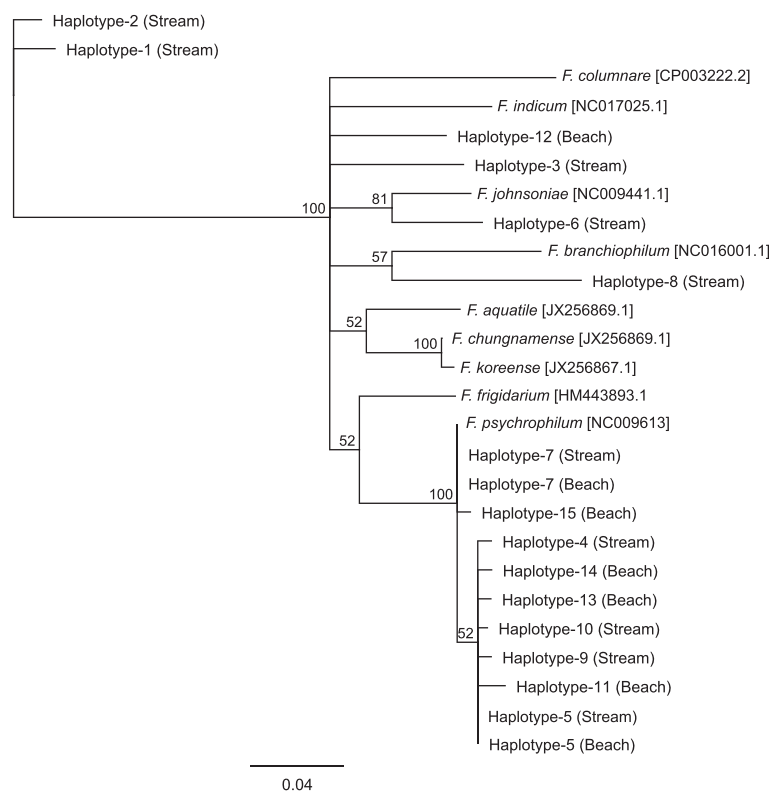 Haplotype-2 (Stream)
Haplotype-1 (Stream)
F. columnare [CP003222.2]
F. indicum [NC017025.1]
Haplotype-12 (Beach)
Haplotype-3 (Stream)
81
F. johnsoniae [NC009441.1]
100
Haplotype-6 (Stream)
57
F. branchiophilum [NC016001.1]
Haplotype-8 (Stream)
52
F. aquatile [JX256869.1]
100
F. chungnamense [JX256869.1]
F. koreense [JX256867.1]
F. frigidarium [HM443893.1
52
F. psychrophilum [NC009613]
Haplotype-7 (Stream)
Haplotype-7 (Beach)
100
Haplotype-15 (Beach)
Haplotype-4 (Stream)
Haplotype-14 (Beach)
Haplotype-13 (Beach)
52
Haplotype-10 (Stream)
Haplotype-9 (Stream)
Haplotype-11 (Beach)
Haplotype-5 (Stream)
Haplotype-5 (Beach)
0.04